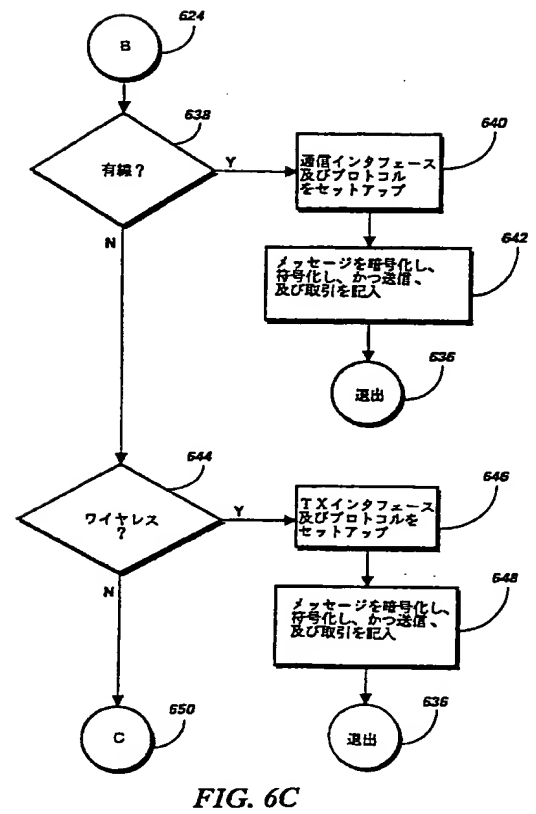 B
624
638
有線?
Y
N
640
通信インタフェース
及びプロトコル
をセットアップ
642
メッセージを暗号化し、
符号化し、かつ送信、
及び取引を記入
636
退出
644
ワイヤレス
?
Y
N
646
TXインタフェース
及びプロトコルを
セットアップ
648
メッセージを暗号化し、
符号化し、かつ送信、
及び取引を記入
650
C
636
退出
FIG. 6C